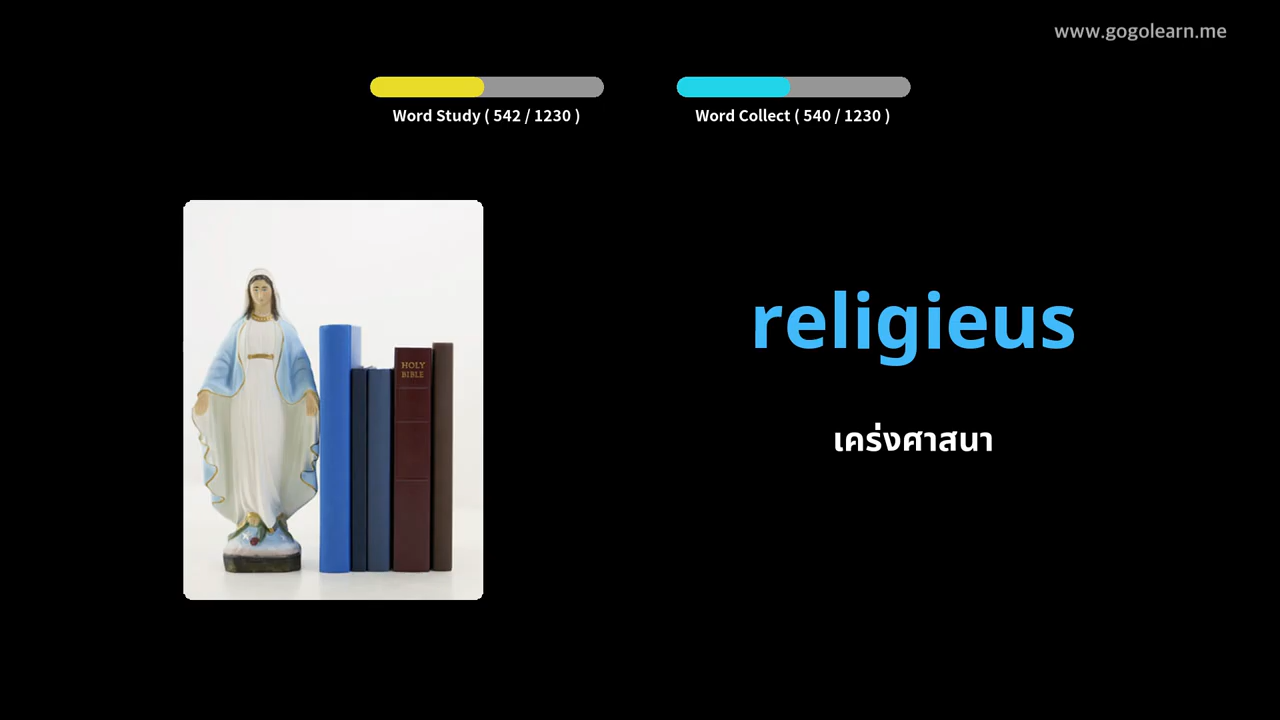 www.gogolearn.me
Word Study ( 542 / 1230 )
Word Collect ( 540 / 1230 )
HOLY
BIBLE
religieus
เคร่งศาสนา